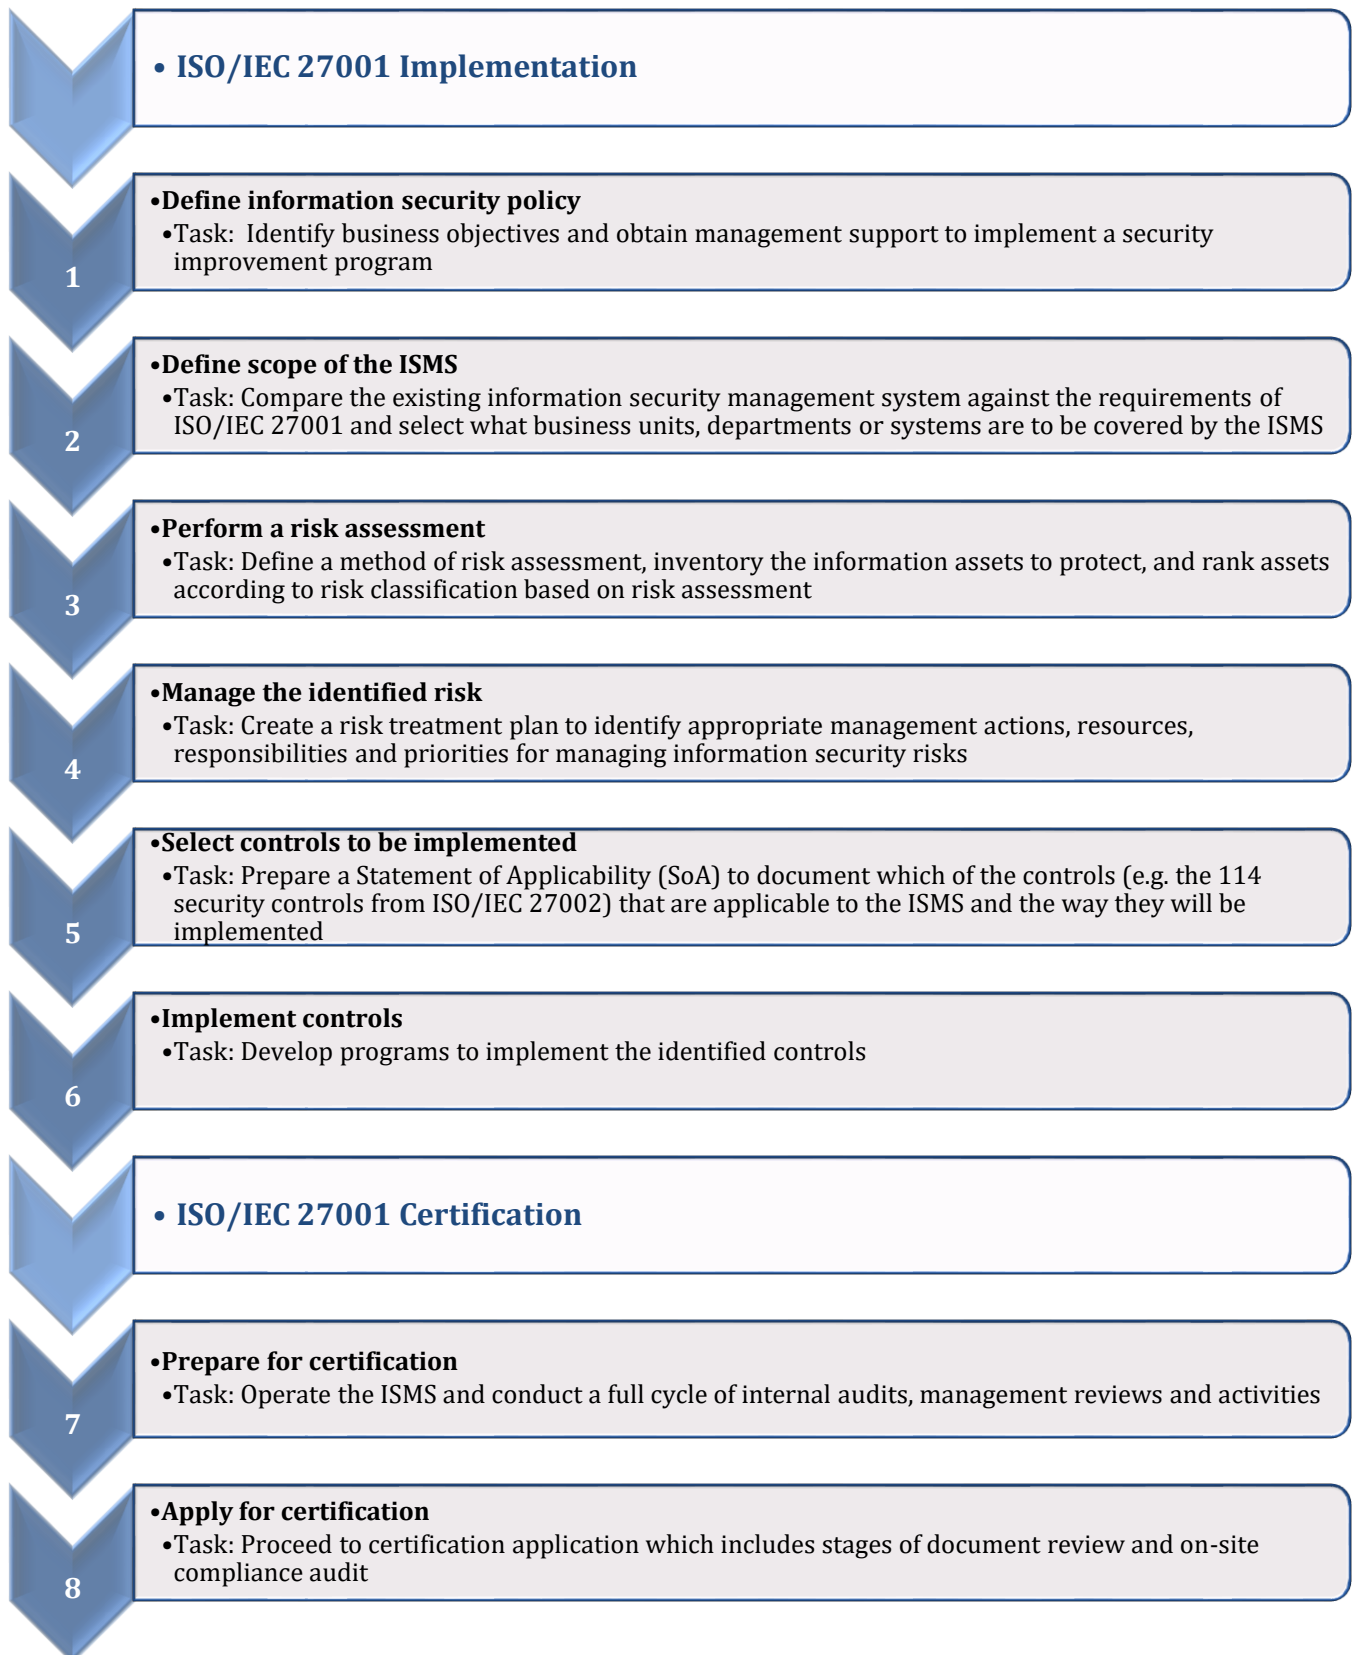 • ISO/IEC 27001 Implementation
•Define information security policy
•Task:  Identify business objectives and obtain management support to implement a security
improvement program
1
•Define scope of the ISMS
•Task: Compare the existing information security management system against the requirements of
ISO/IEC 27001 and select what business units, departments or systems are to be covered by the ISMS
2
•Perform a risk assessment
•Task: Define a method of risk assessment, inventory the information assets to protect, and rank assets
according to risk classification based on risk assessment
3
•Manage the identified risk
•Task: Create a risk treatment plan to identify appropriate management actions, resources,
responsibilities and priorities for managing information security risks
4
•Select controls to be implemented
•Task: Prepare a Statement of Applicability (SoA) to document which of the controls (e.g. the 114
security controls from ISO/IEC 27002) that are applicable to the ISMS and the way they will be
implemented
5
•Implement controls
•Task: Develop programs to implement the identified controls
6
• ISO/IEC 27001 Certification
•Prepare for certification
•Task: Operate the ISMS and conduct a full cycle of internal audits, management reviews and activities
7
•Apply for certification
•Task: Proceed to certification application which includes stages of document review and on-site
compliance audit
8